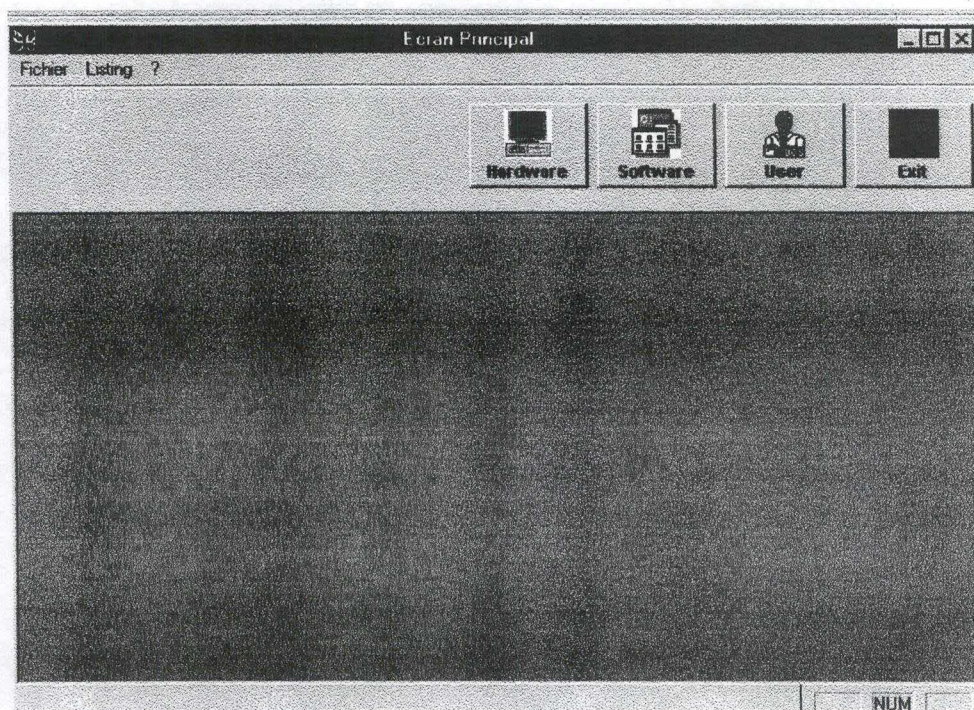 Ecran Principal
Fichier Listing ?
Hardware Software User Exit
NUM